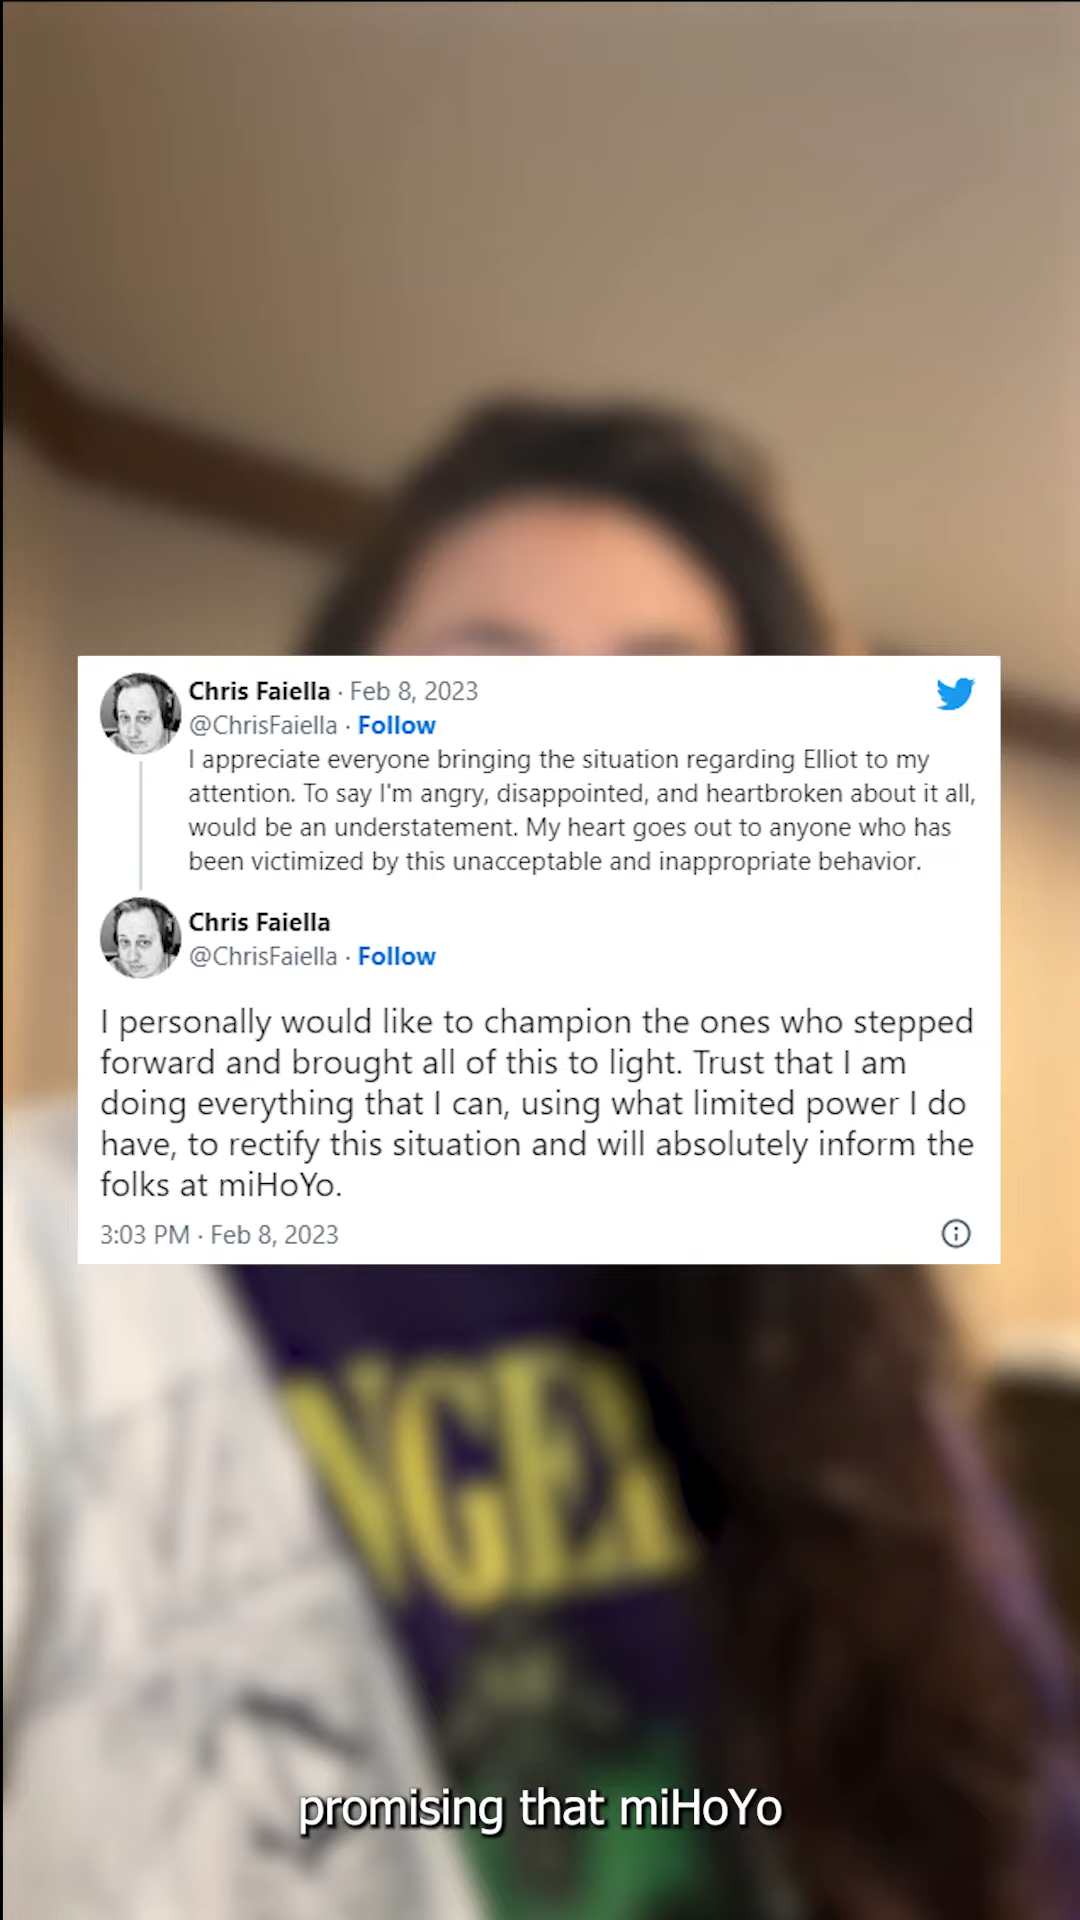 Chris Faiella · Feb 8, 2023
@ChrisFaiella · Follow
I appreciate everyone bringing the situation regarding Elliot to my
attention. To say I'm angry, disappointed, and heartbroken about it all,
would be an understatement. My heart goes out to anyone who has
been victimized by this unacceptable and inappropriate behavior.
Chris Faiella
@ChrisFaiella · Follow
I personally would like to champion the ones who stepped
forward and brought all of this to light. Trust that I am
doing everything that I can, using what limited power I do
have, to rectify this situation and will absolutely inform the
folks at miHoYo.
3:03 PM · Feb 8, 2023
promising that miHoYo